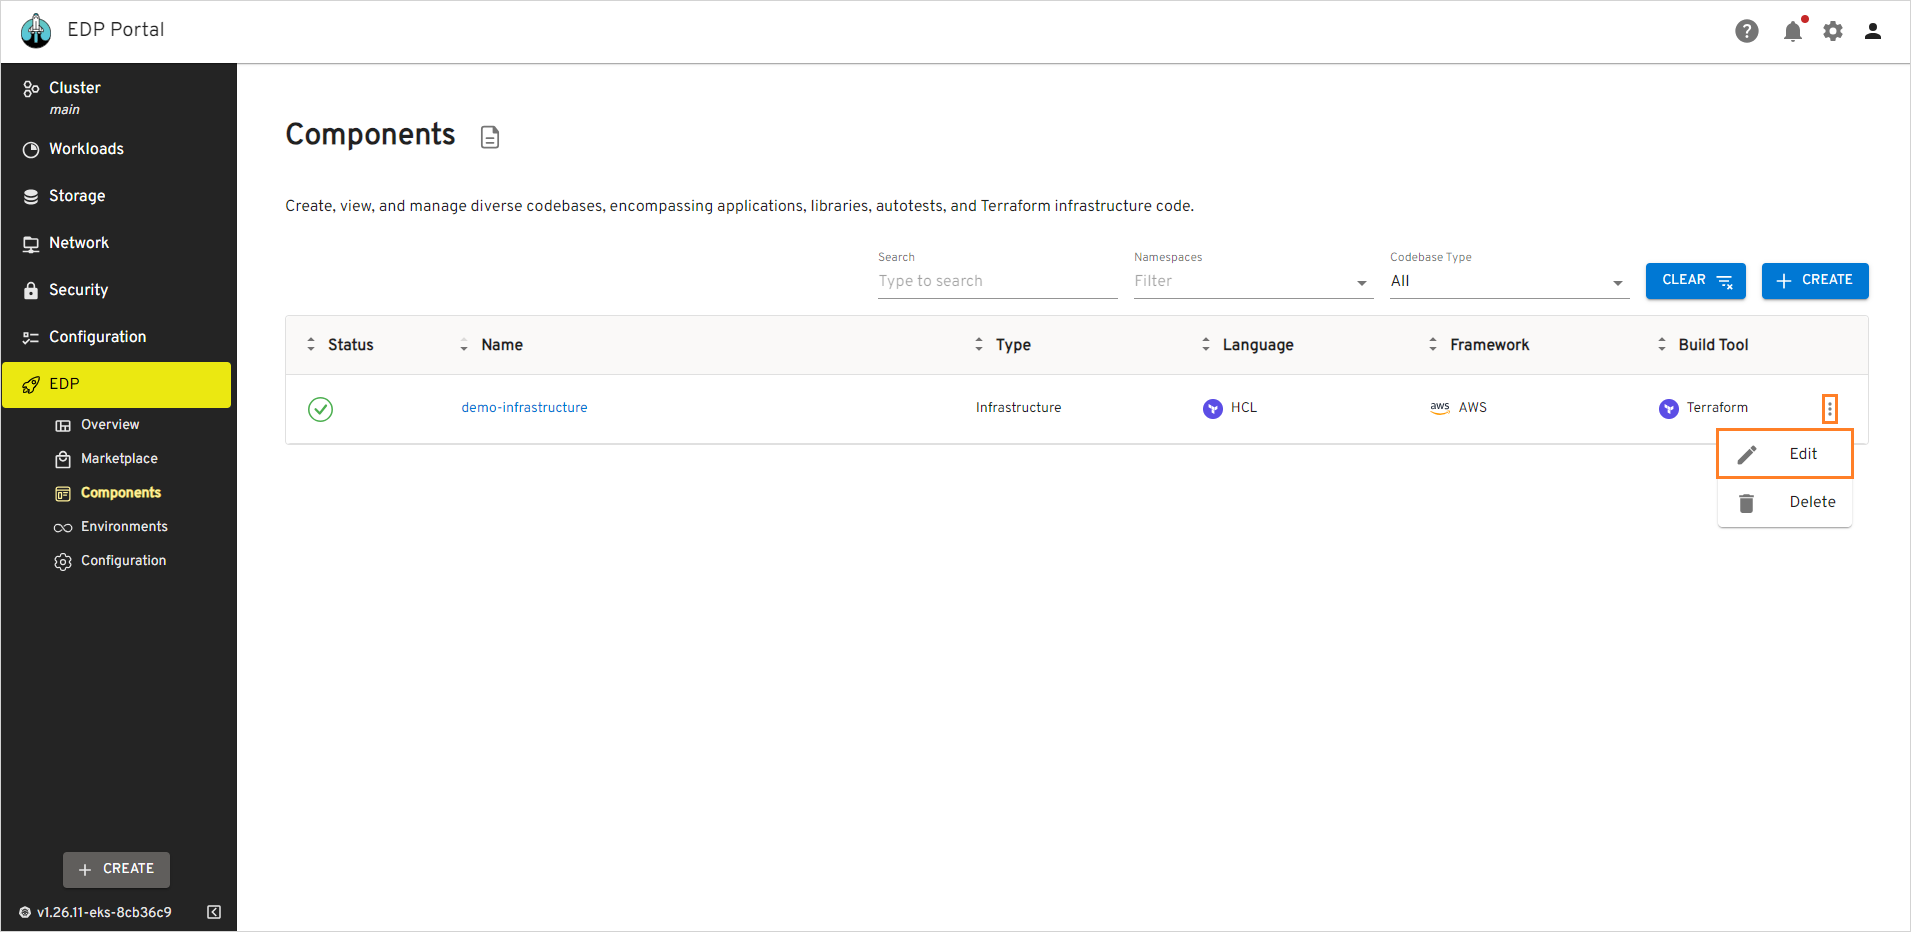 EDP Portal
Cluster
main
Workloads
Storage
Network
Security
Configuration
EDP
Overview
Marketplace
Components
Environments
Configuration
+ CREATE
v1.26.11-eks-8cb36c9
Components
Create, view, and manage diverse codebases, encompassing applications, libraries, autotests, and Terraform infrastructure code.
Search Namespaces Codebase Type
Type to search Filter All CLEAR + CREATE
Status Name Type Language Framework Build Tool
demo-infrastructure Infrastructure HCL aws AWS Terraform
Edit
Delete